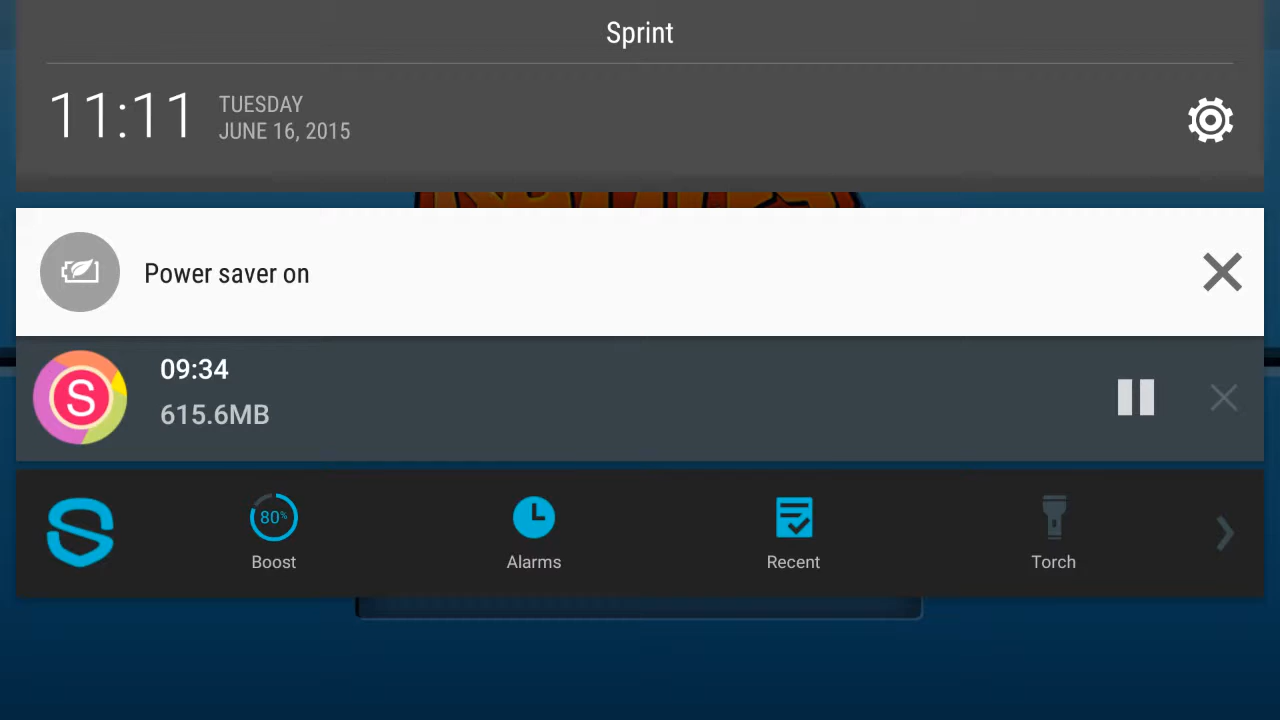 Sprint
11:11
TUESDAY
JUNE 16, 2015
Power saver on
S
09:34
615.6MB
80%
Boost
Alarms
Recent
Torch